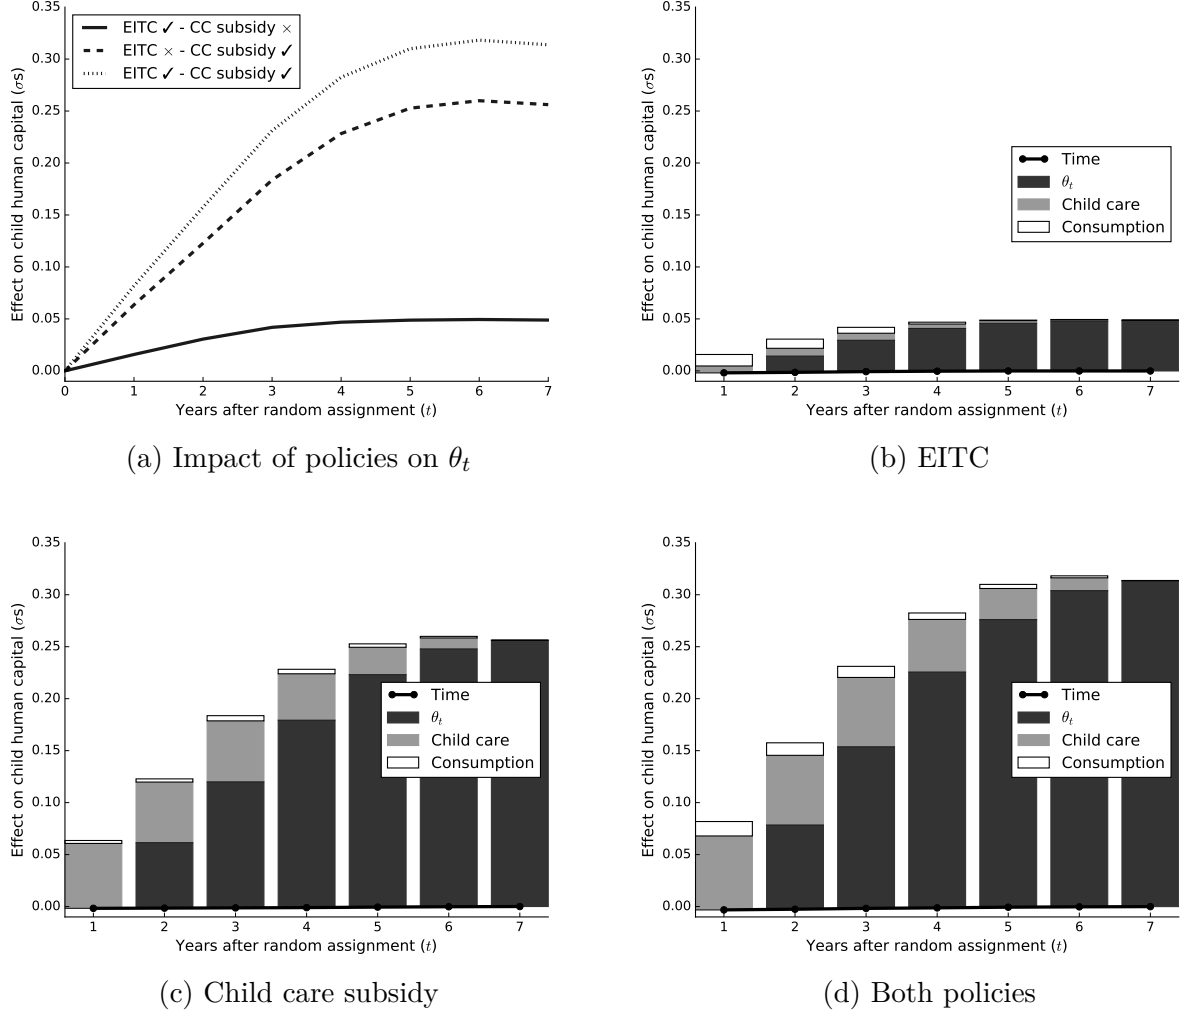 0.35
0.30
0.25
0.20
0.15
0.10
0.05
0.00
Effect on child human capital (σs)
EITC ✓ - CC subsidy ×
EITC × - CC subsidy ✓
EITC ✓ - CC subsidy ✓
0 1 2 3 4 5 6 7
Years after random assignment (t)
(a) Impact of policies on θt
0.35
0.30
0.25
0.20
0.15
0.10
0.05
0.00
Effect on child human capital (σs)
Time
θt
Child care
Consumption
1 2 3 4 5 6 7
Years after random assignment (t)
(b) EITC
0.35
0.30
0.25
0.20
0.15
0.10
0.05
0.00
Effect on child human capital (σs)
Time
θt
Child care
Consumption
1 2 3 4 5 6 7
Years after random assignment (t)
(c) Child care subsidy
0.35
0.30
0.25
0.20
0.15
0.10
0.05
0.00
Effect on child human capital (σs)
Time
θt
Child care
Consumption
1 2 3 4 5 6 7
Years after random assignment (t)
(d) Both policies